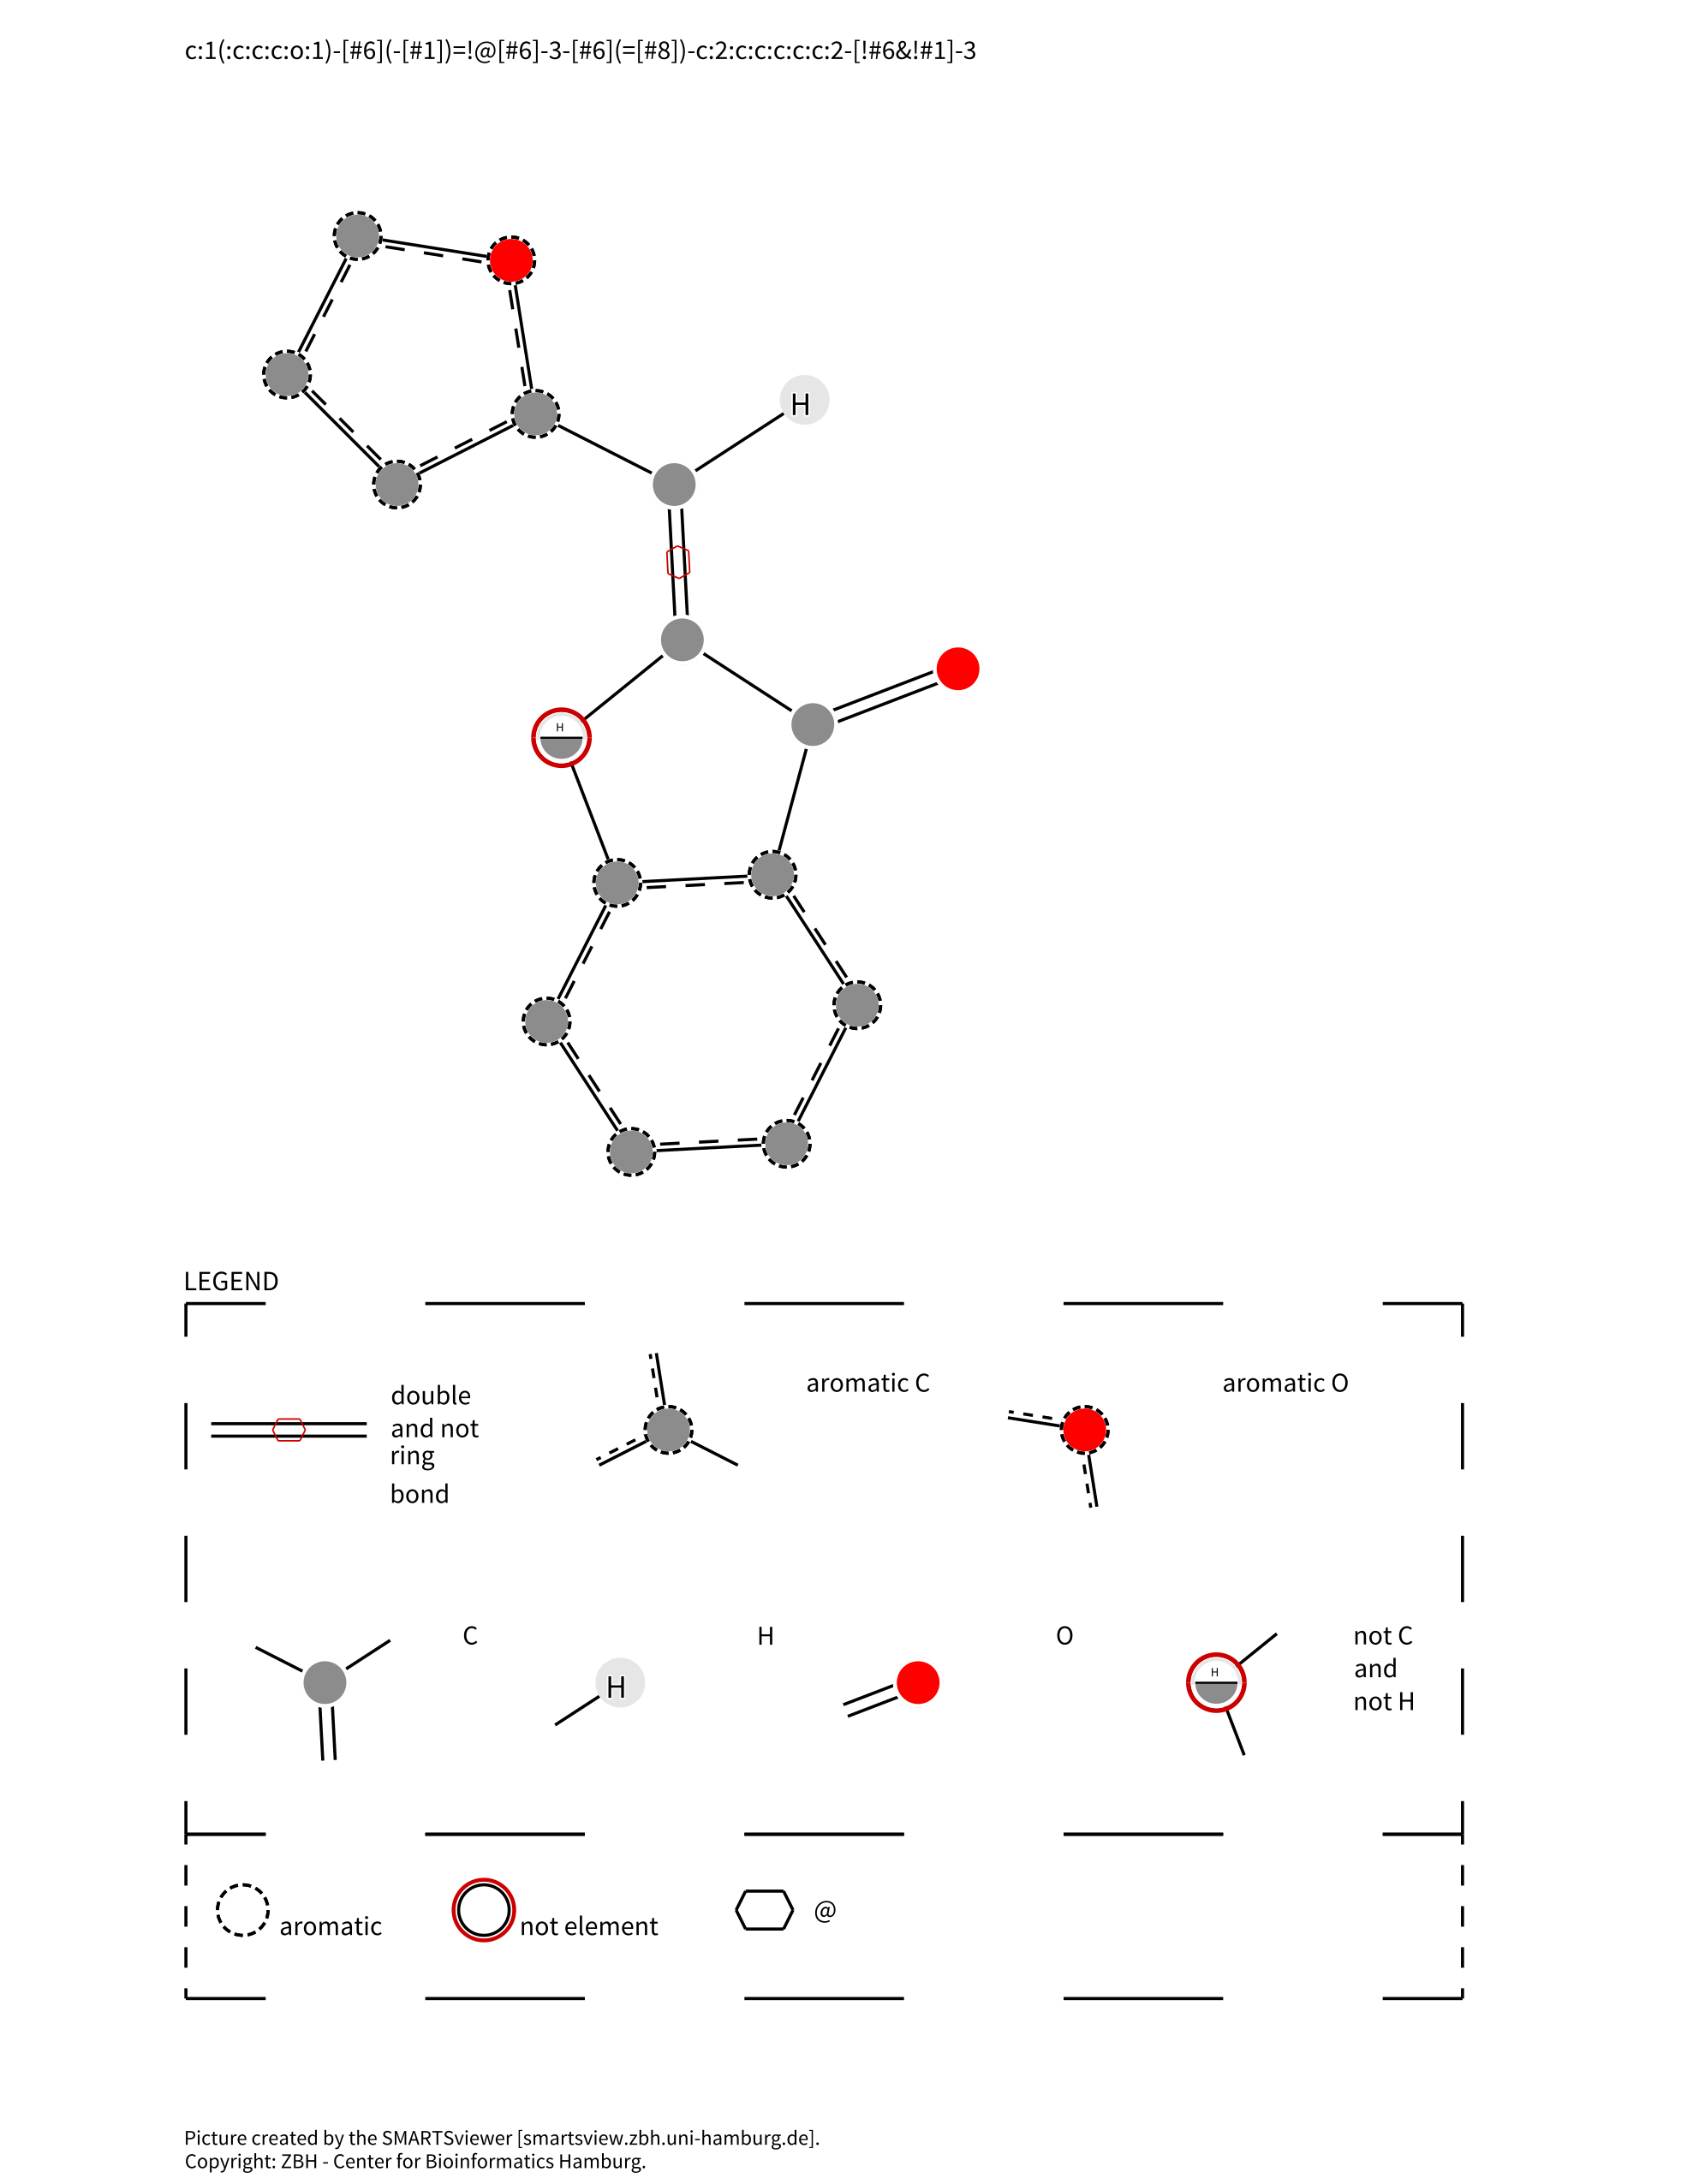 c:1(:c:c:c:o:1)-[#6](-[#1])=!@[#6]-3-[#6](=[#8])-c:2:c:c:c:c:c:2-[!#6&!#1]-3
H
H
LEGEND
double
and not
ring
bond
aromatic C
aromatic O
C
H
H
O
H
not C
and
not H
aromatic
not element
@
Picture created by the SMARTSviewer [smartsview.zbh.uni-hamburg.de].
Copyright: ZBH - Center for Bioinformatics Hamburg.